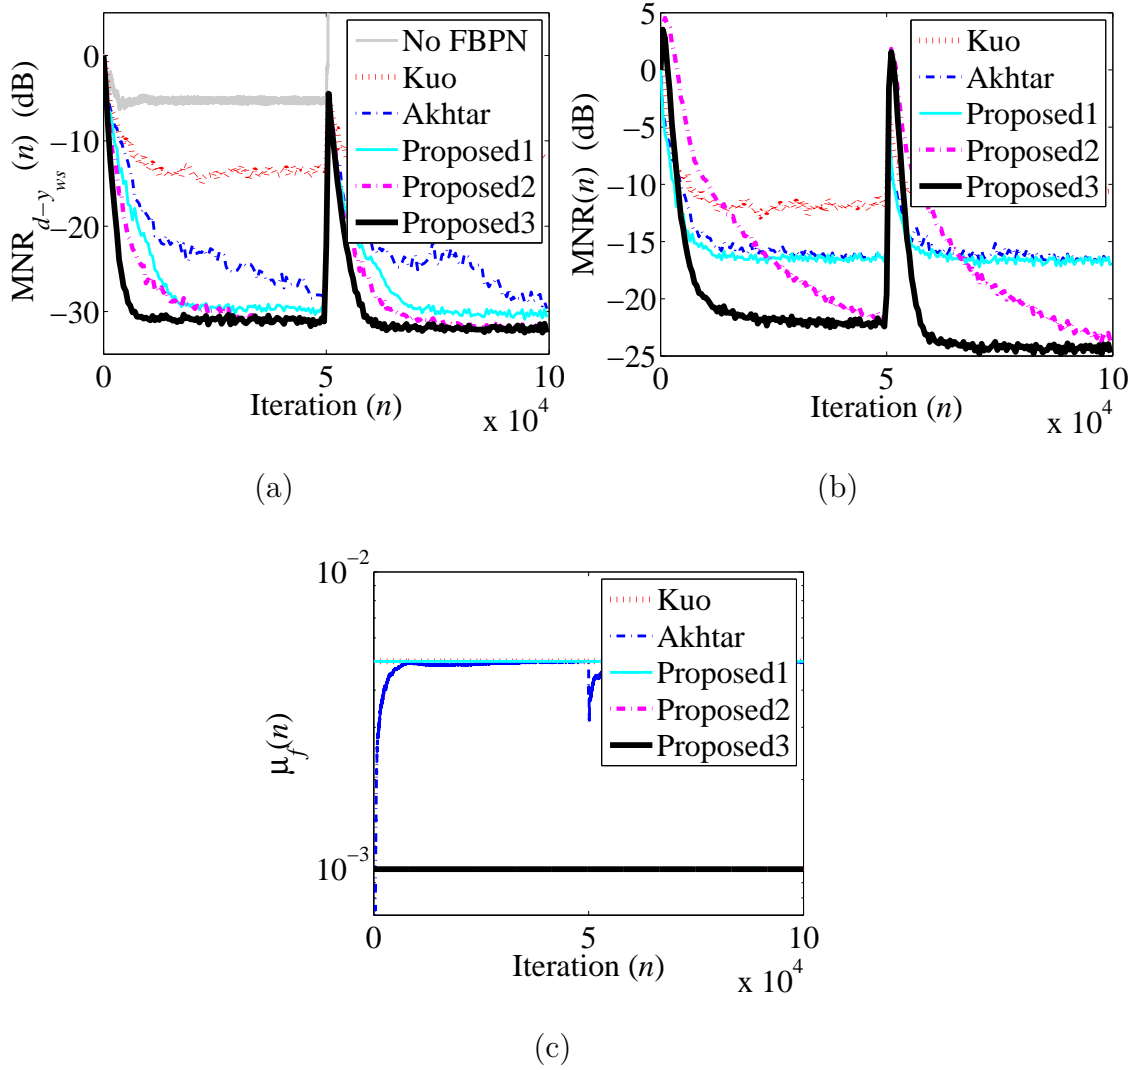 MNR_{d−y_{ws}} (n) (dB)
0
−10
−20
−30
No FBPN
Kuo
Akhtar
Proposed1
Proposed2
Proposed3
0
5
10
Iteration (n)
x 10^4
(a)
MNR(n) (dB)
5
0
−5
−10
−15
−20
−25
Kuo
Akhtar
Proposed1
Proposed2
Proposed3
0
5
10
Iteration (n)
x 10^4
(b)
μ_f(n)
10^−2
10^−3
Kuo
Akhtar
Proposed1
Proposed2
Proposed3
0
5
10
Iteration (n)
x 10^4
(c)